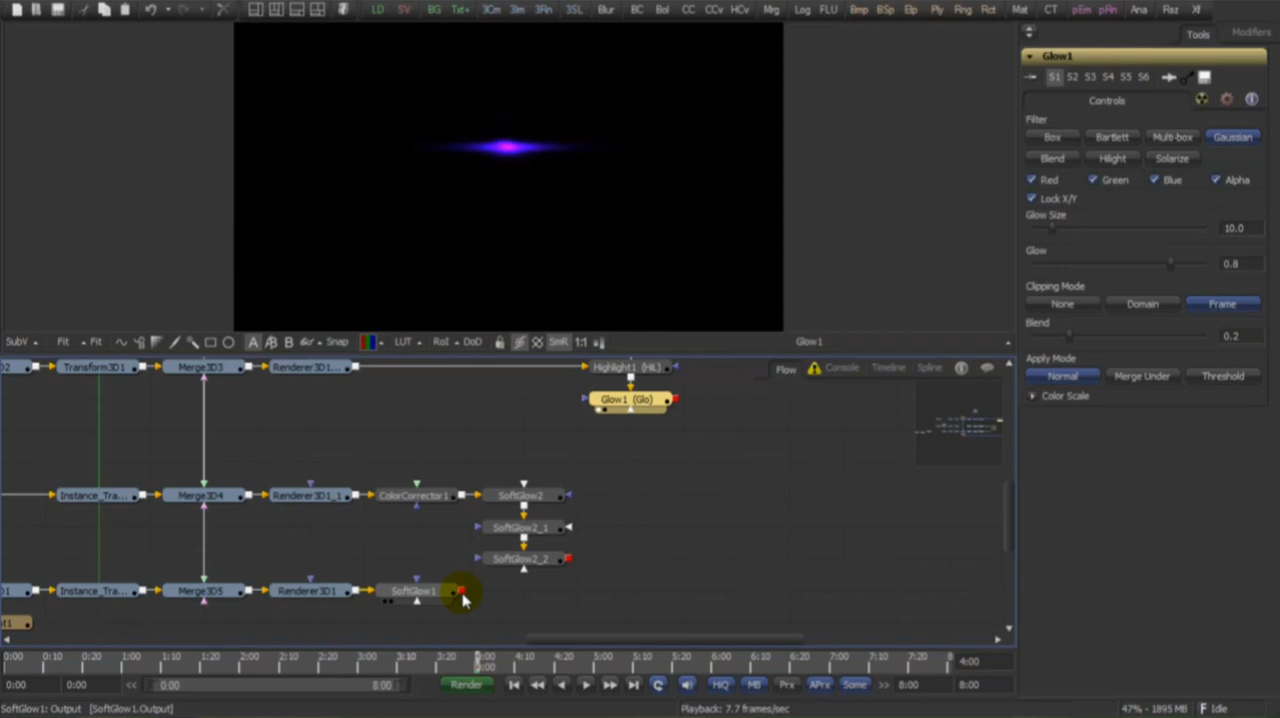 LD SV BG Txt+ 3Cm 3Im 3Rn 3SL Blur BC Bol CC CCv HCv Mrg Log FLU Bmp BSp Elp Ply Rng Rct Mat CT pEm pRn Ana Raz Xf
Tools Modifiers
Glow1
S1 S2 S3 S4 S5 S6
Controls
Filter
Box Bartlett Multi-box Gaussian
Blend Hilight Solarize
Red Green Blue Alpha
Lock X/Y
Glow Size
10.0
Glow
0.8
Clipping Mode
None Domain Frame
Blend
0.2
Apply Mode
Normal Merge Under Threshold
Color Scale
SubV Fit Fit A B Snap LUT RoI DoD SmR 1:1 Glow1
D2 Transform3D1 Merge3D3 Renderer3D1... Highlight1 (HiL) Flow Console Timeline Spline
Glow1 (Glo)
Instance_Tra... Merge3D4 Renderer3D1_1 ColorCorrector1 SoftGlow2
SoftGlow2_1
SoftGlow2_2
D1 Instance_Tra... Merge3D5 Renderer3D1 SoftGlow1
t1
0:00 0:10 0:20 1:00 1:10 1:20 2:00 2:10 2:20 3:00 3:10 3:20 4:10 4:20 5:00 5:10 5:20 6:00 6:10 6:20 7:00 7:10 7:20 8 4:00
0:00 0:00 << 0:00 8:00 Render HiQ MB Prx APrx Some >> 8:00 8:00
SoftGlow1: Output [SoftGlow1.Output] Playback: 7.7 frames/sec 47% - 1895 MB Idle